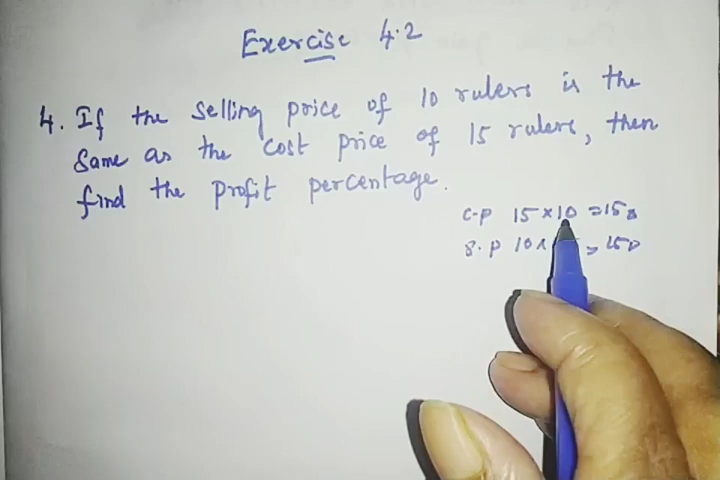 Exercise 4.2
4. If the selling price of 10 rulers is the
same as the cost price of 15 rulers, then
find the profit percentage.
C.P 15 × 10 = 150
S.P 10 × = 150